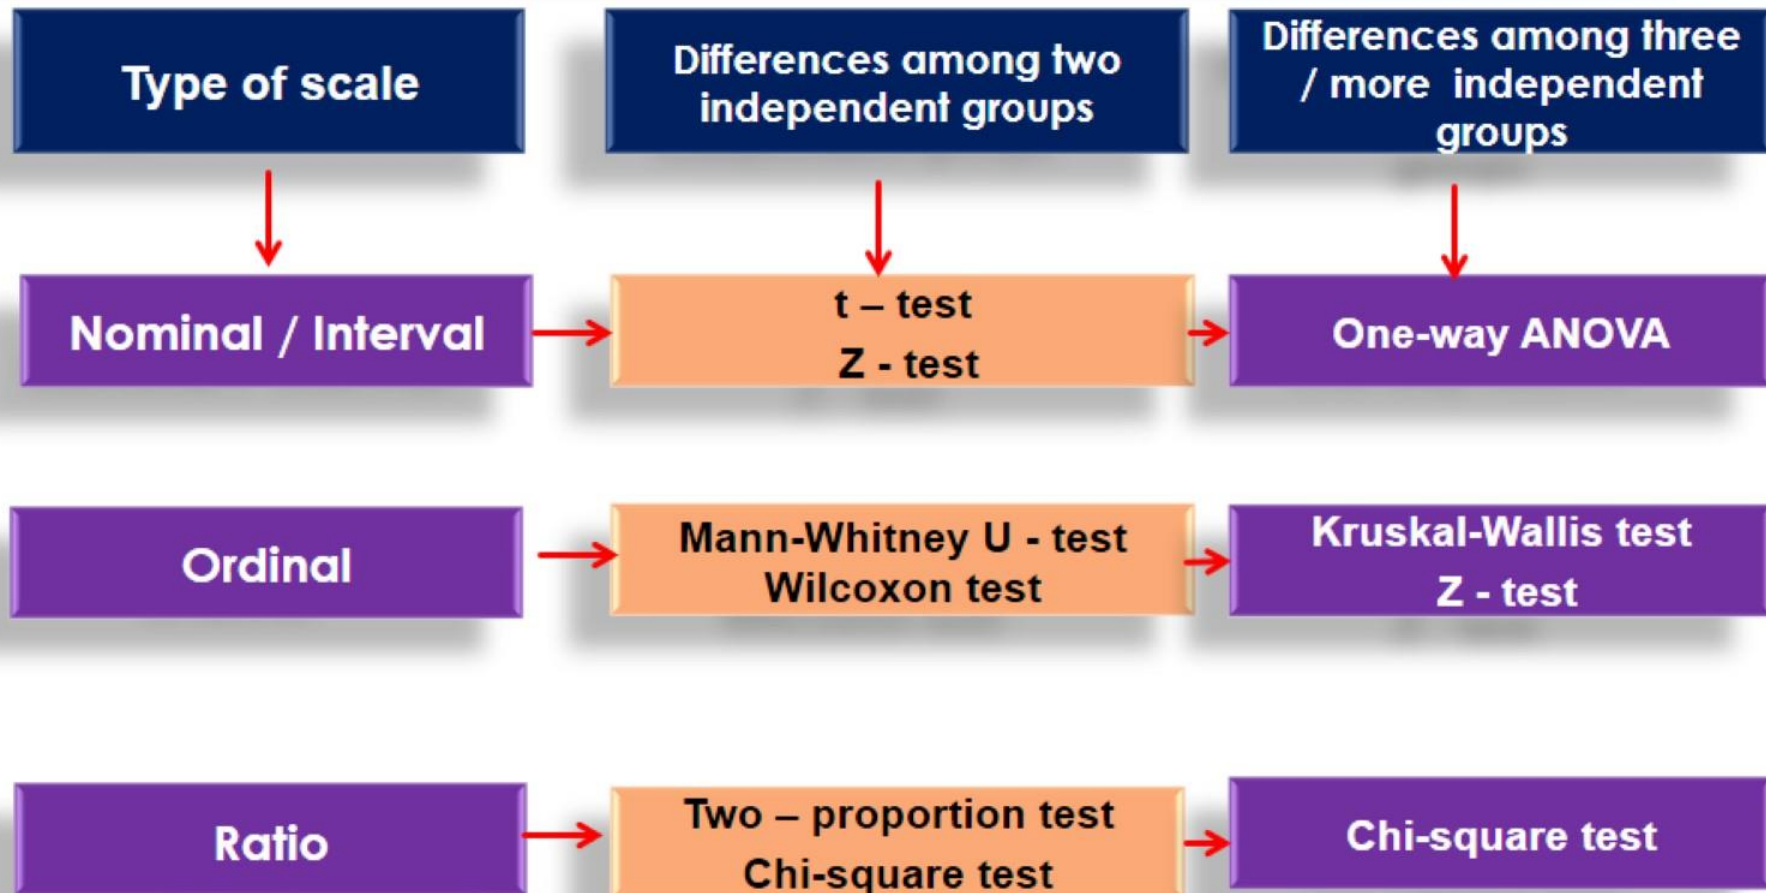 Type of scale
Differences among two
independent groups
Differences among three
/ more independent
groups
Nominal / Interval
t – test
Z - test
One-way ANOVA
Ordinal
Mann-Whitney U - test
Wilcoxon test
Kruskal-Wallis test
Z - test
Ratio
Two – proportion test
Chi-square test
Chi-square test